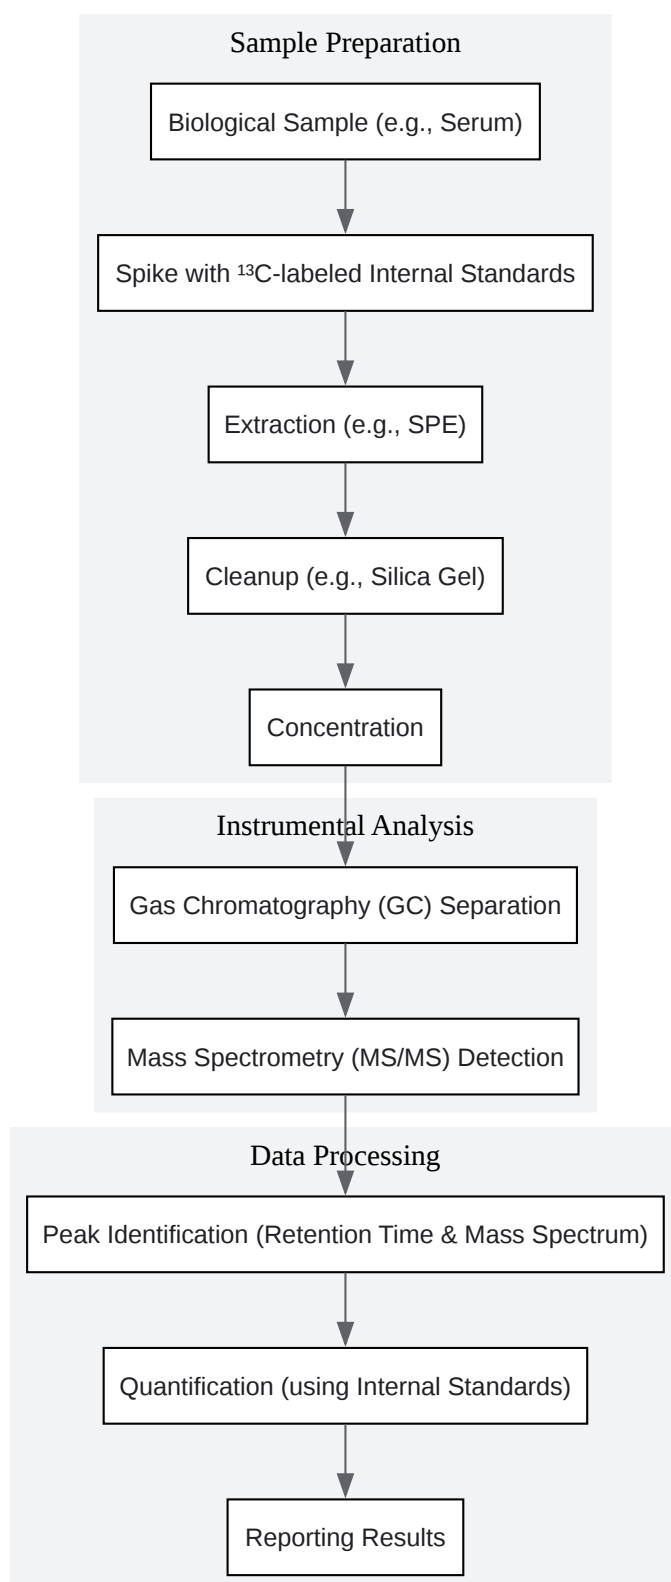 Sample Preparation
Biological Sample (e.g., Serum)
Spike with ¹³C-labeled Internal Standards
Extraction (e.g., SPE)
Cleanup (e.g., Silica Gel)
Concentration
Instrumental Analysis
Gas Chromatography (GC) Separation
Mass Spectrometry (MS/MS) Detection
Data Processing
Peak Identification (Retention Time & Mass Spectrum)
Quantification (using Internal Standards)
Reporting Results